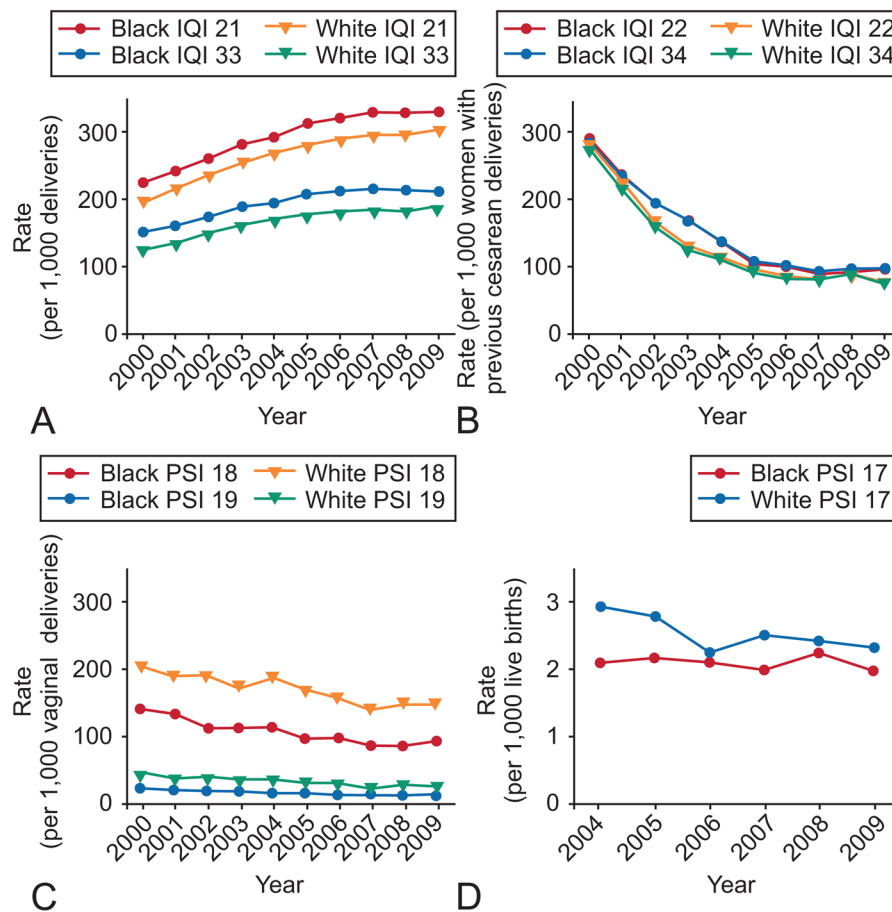 Black IQI 21 White IQI 21
Black IQI 33 White IQI 33
Rate
(per 1,000 deliveries)
300
200
100
0
2000 2001 2002 2003 2004 2005 2006 2007 2008 2009
Year
A
Black IQI 22 White IQI 22
Black IQI 34 White IQI 34
Rate (per 1,000 women with
previous cesarean deliveries)
300
200
100
0
2000 2001 2002 2003 2004 2005 2006 2007 2008 2009
Year
B
Black PSI 18 White PSI 18
Black PSI 19 White PSI 19
Rate
(per 1,000 vaginal deliveries)
300
200
100
0
2000 2001 2002 2003 2004 2005 2006 2007 2008 2009
Year
C
Black PSI 17
White PSI 17
Rate
(per 1,000 live births)
3
2
1
0
2004 2005 2006 2007 2008 2009
Year
D